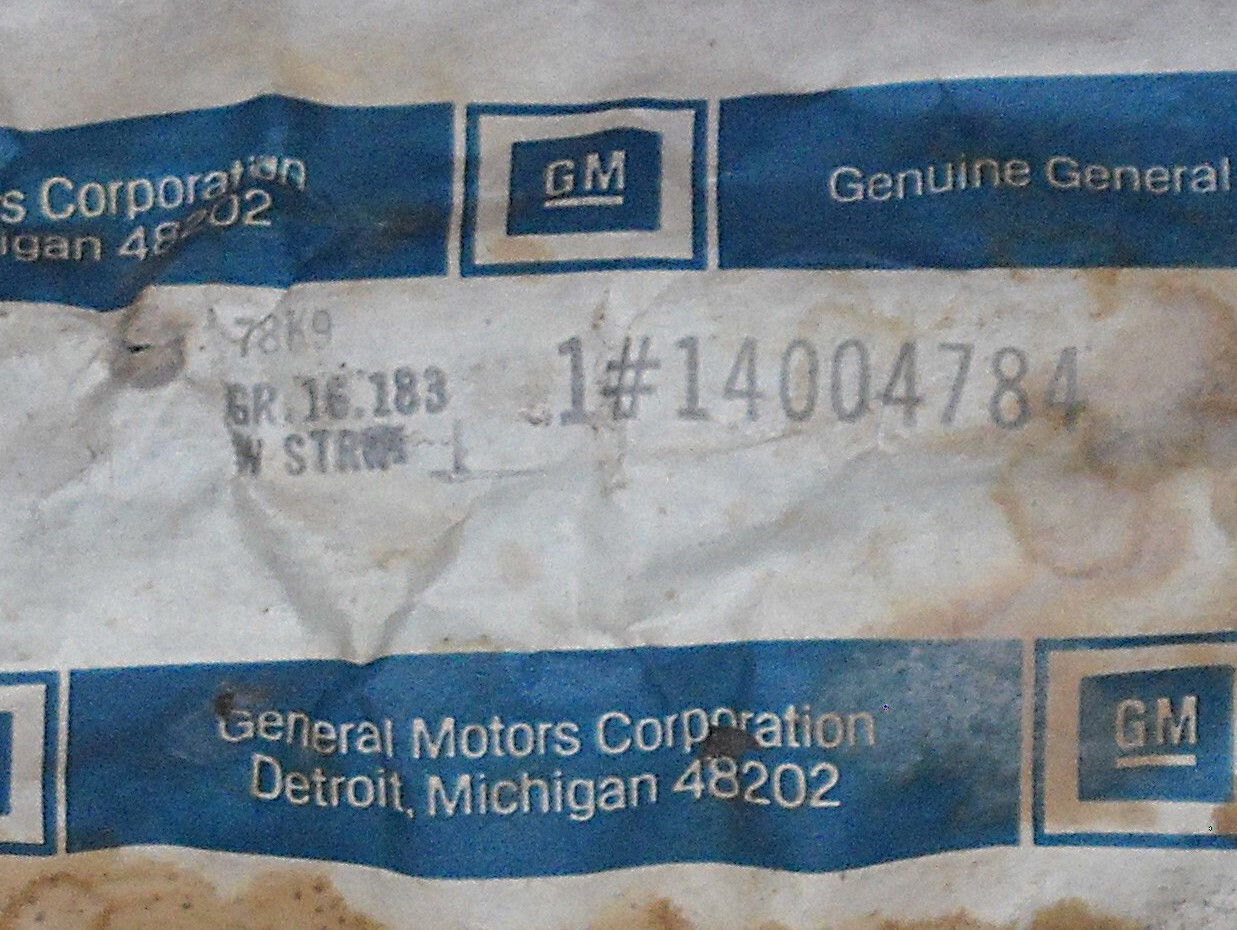 s Corporation
igan 48202
GM
Genuine General
78K9
GR.16.183
1#14004784
W STRUT
General Motors Corporation
Detroit, Michigan 48202
GM